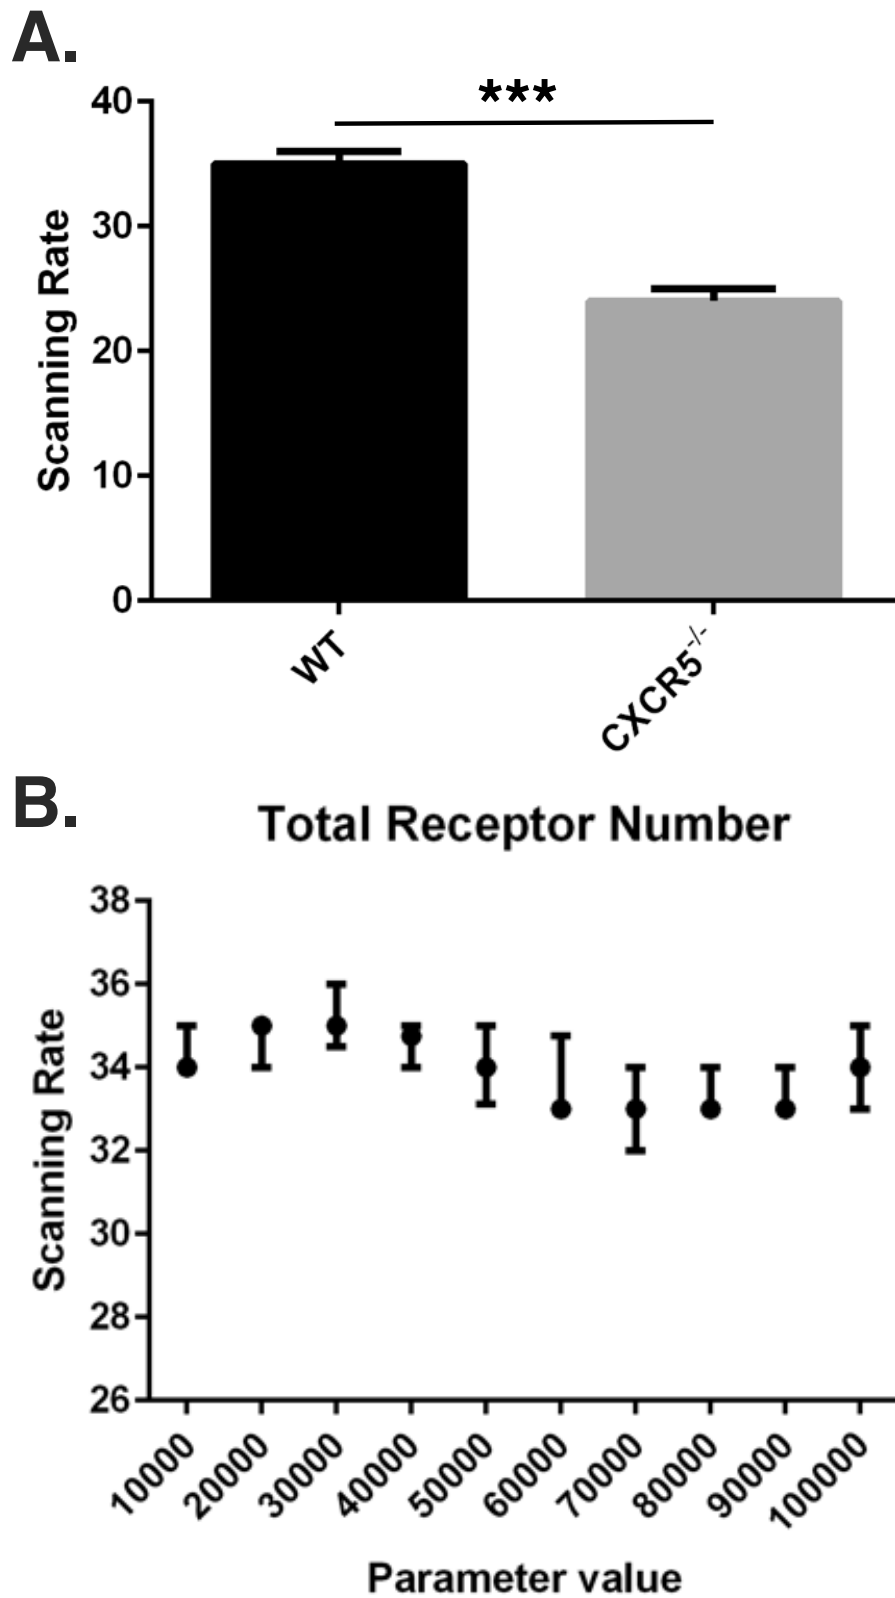 A.
***
40
30
20
10
0
Scanning Rate
WT
CXCR5-/-
B.
Total Receptor Number
38
36
34
32
30
28
26
Scanning Rate
10000
20000
30000
40000
50000
60000
70000
80000
90000
1000000
Parameter value